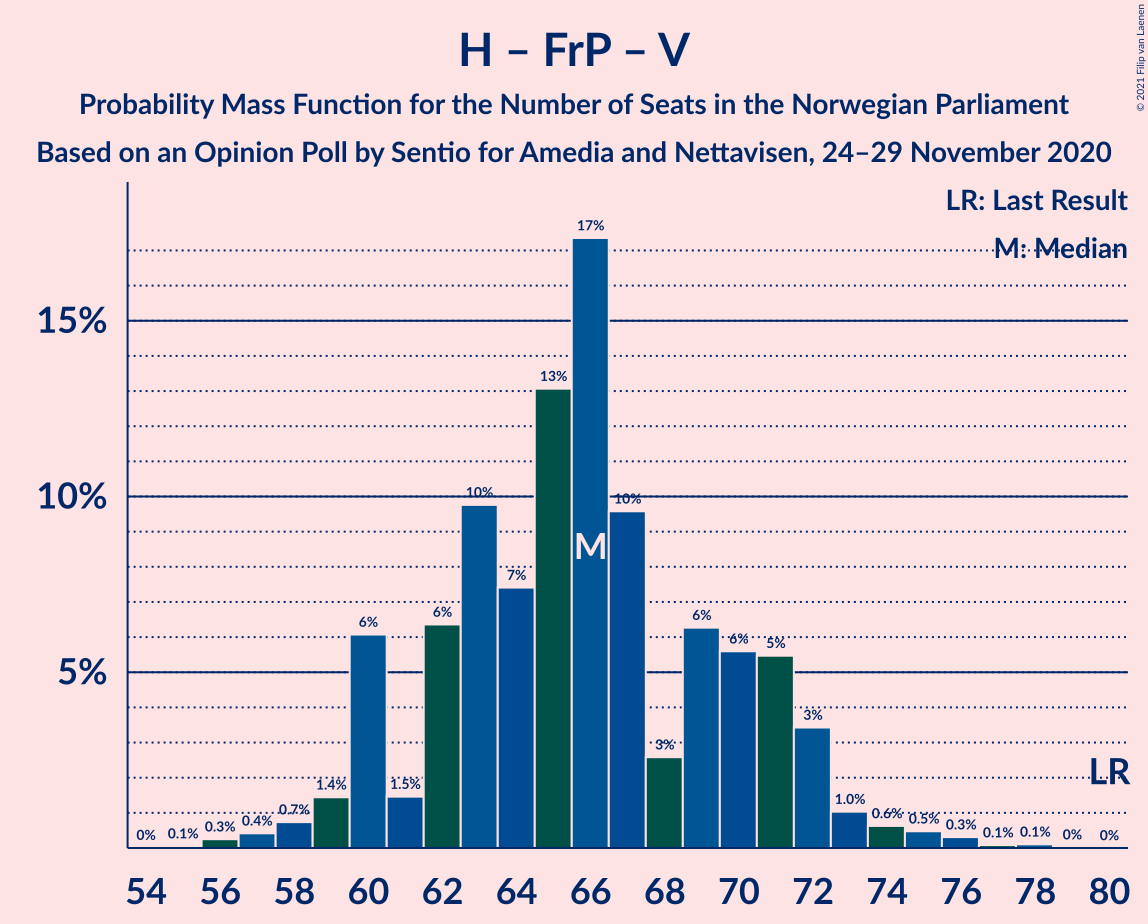 H – FrP – V
Probability Mass Function for the Number of Seats in the Norwegian Parliament
Based on an Opinion Poll by Sentio for Amedia and Nettavisen, 24–29 November 2020
© 2021 Filip van Laenen
LR: Last Result
M: Median
15%
10%
5%
0% 0.1% 0.3% 0.4% 0.7% 1.4% 6% 1.5% 6% 10% 7% 13% 17% 10% 3% 6% 6% 5% 3% 1.0% 0.6% 0.5% 0.3% 0.1% 0.1% 0% 0%
M
LR
54 56 58 60 62 64 66 68 70 72 74 76 78 80